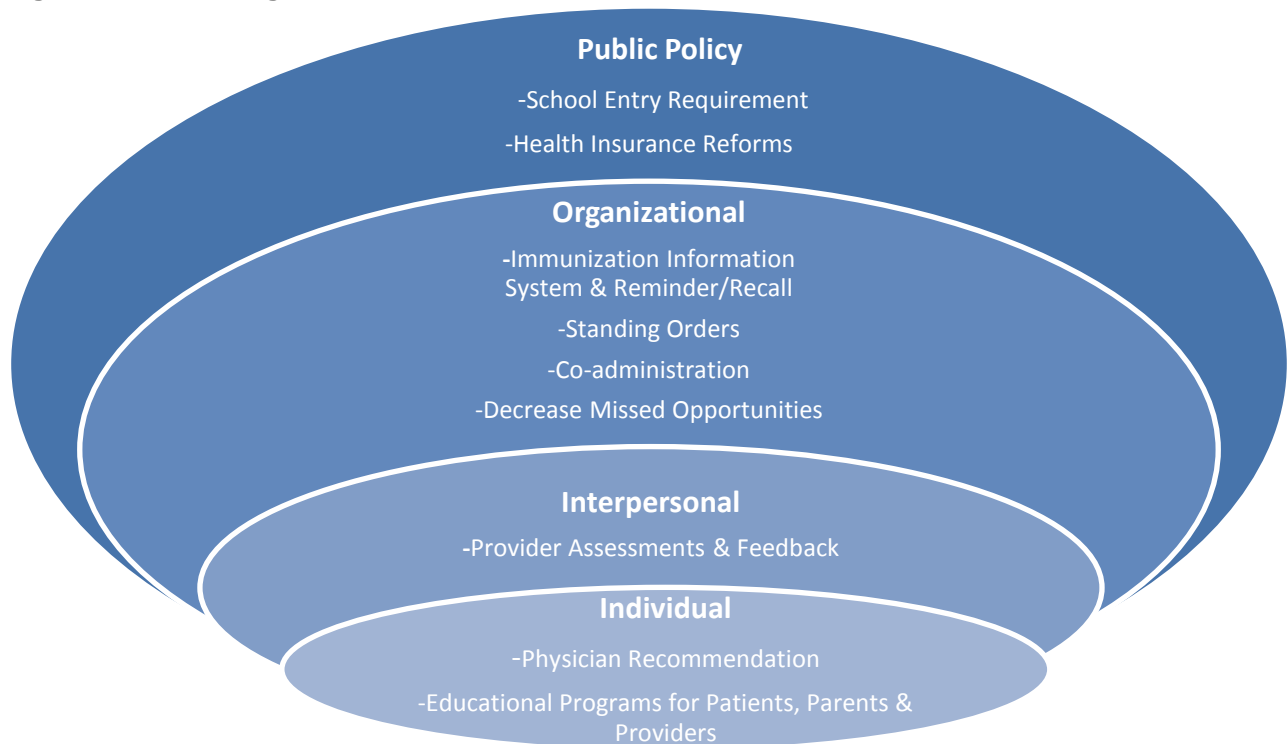 Public Policy
-School Entry Requirement
-Health Insurance Reforms
Organizational
-Immunization Information
System & Reminder/Recall
-Standing Orders
-Co-administration
-Decrease Missed Opportunities
Interpersonal
-Provider Assessments & Feedback
Individual
-Physician Recommendation
-Educational Programs for Patients, Parents &
Providers